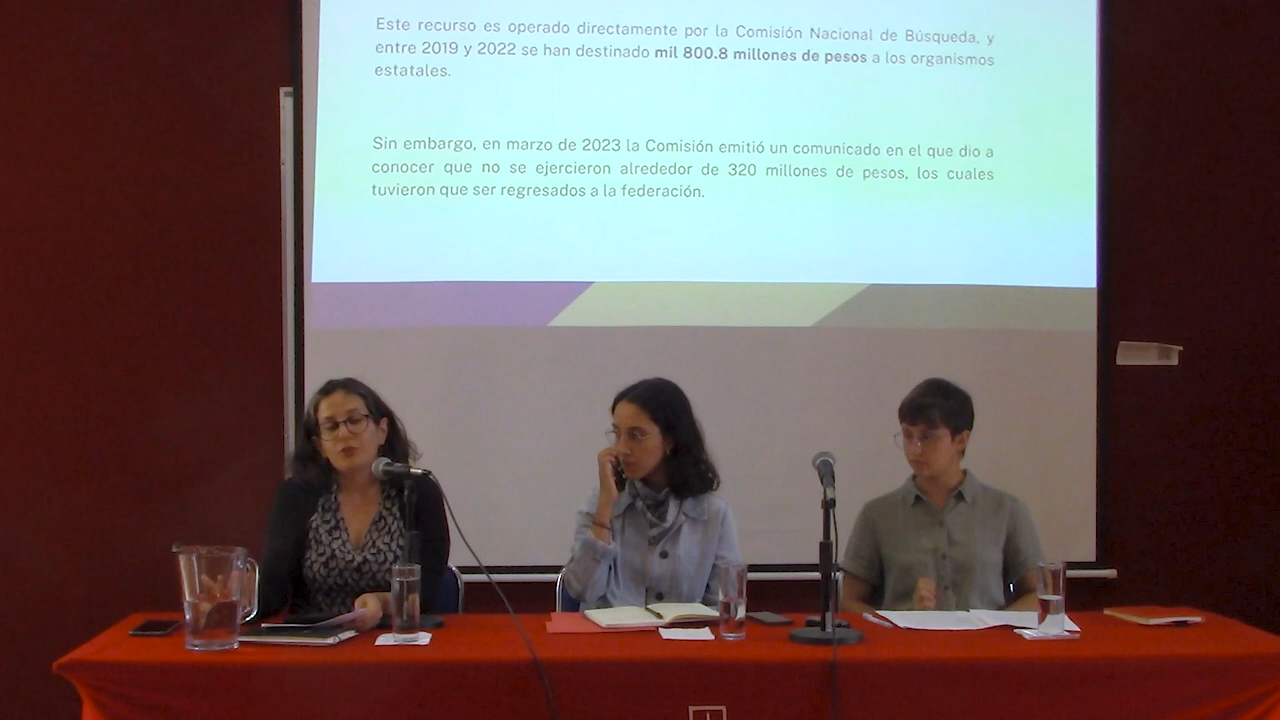 Este recurso es operado directamente por la Comisión Nacional de Búsqueda, y
entre 2019 y 2022 se han destinado mil 800.8 millones de pesos a los organismos
estatales.
Sin embargo, en marzo de 2023 la Comisión emitió un comunicado en el que dio a
conocer que no se ejercieron alrededor de 320 millones de pesos, los cuales
tuvieron que ser regresados a la federación.